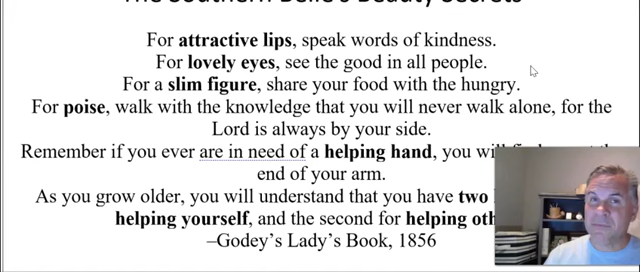 For attractive lips, speak words of kindness.
For lovely eyes, see the good in all people.
For a slim figure, share your food with the hungry.
For poise, walk with the knowledge that you will never walk alone, for the
Lord is always by your side.
Remember if you ever are in need of a helping hand, you
end of your arm.
As you grow older, you will understand that you have two
helping yourself, and the second for helping
–Godey's Lady's Book, 1856